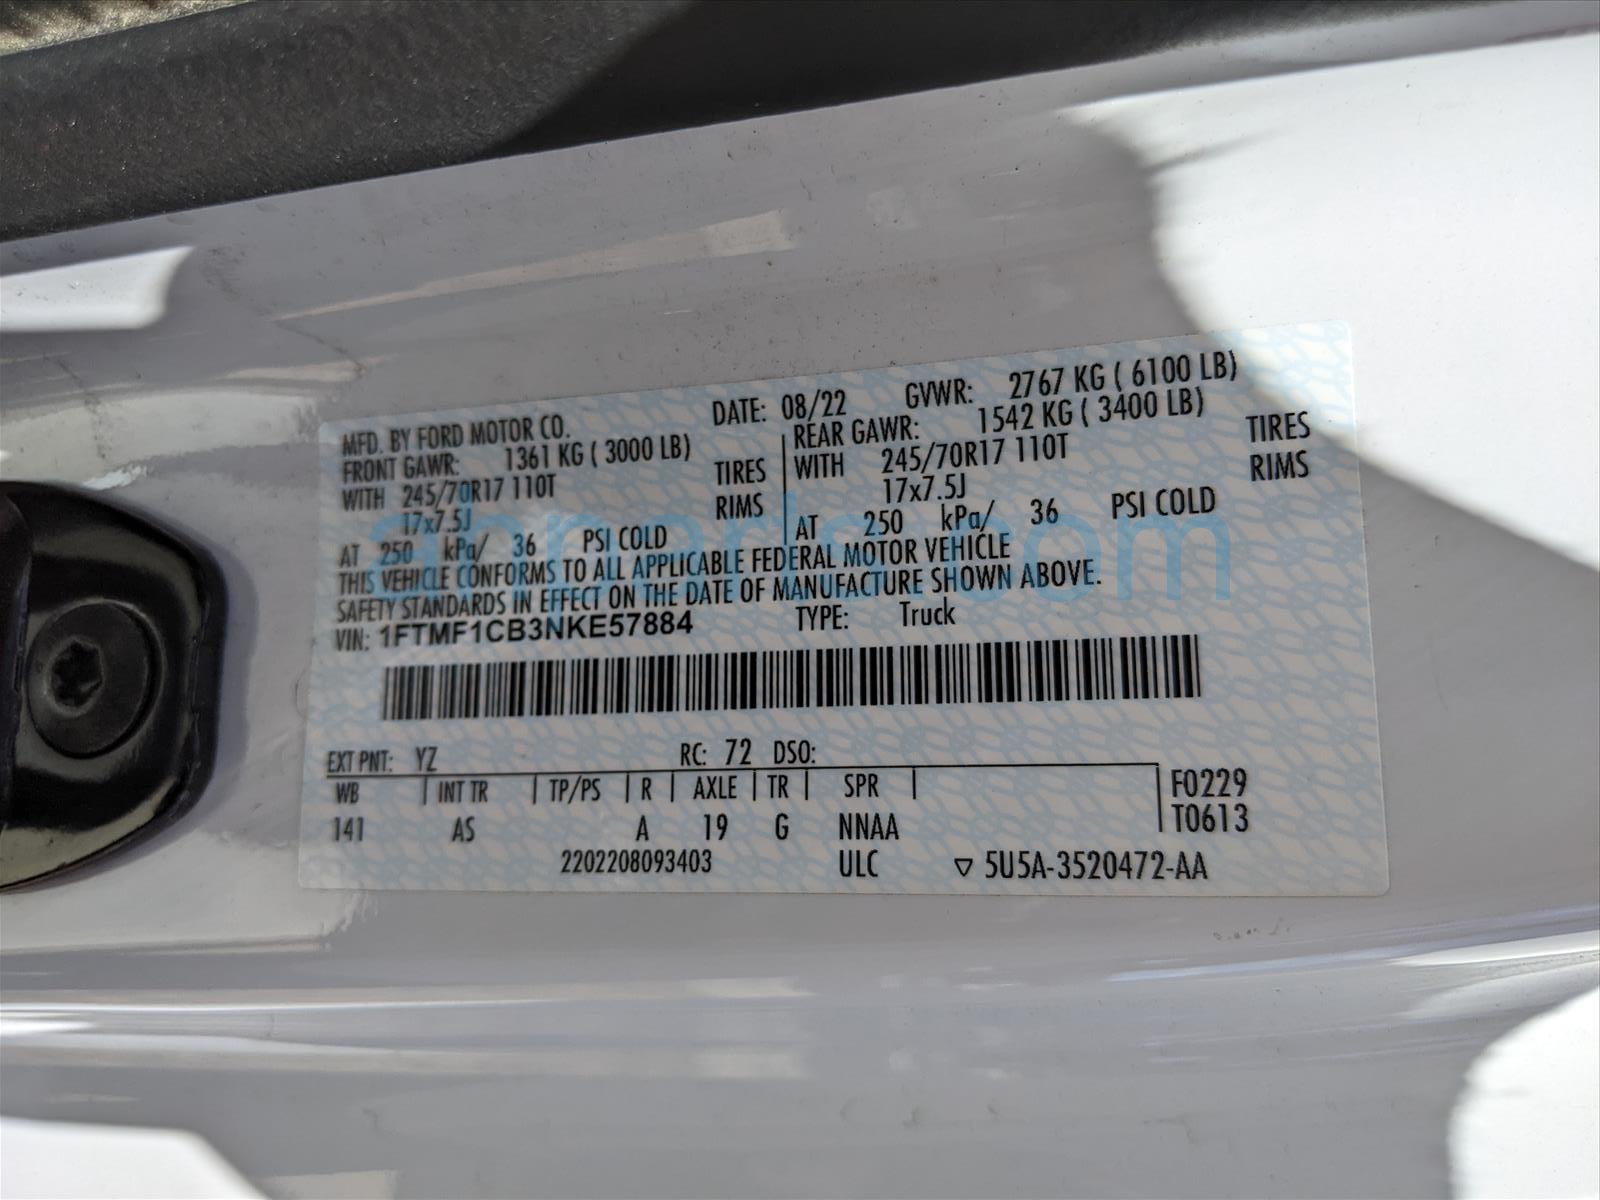 MFD. BY FORD MOTOR CO. DATE: 08/22 GVWR: 2767 KG ( 6100 LB)
FRONT GAWR: 1361 KG ( 3000 LB) REAR GAWR: 1542 KG ( 3400 LB)
WITH 245/70R17 110T TIRES WITH 245/70R17 110T TIRES
17x7.5J RIMS 17x7.5J RIMS
AT 250 kPa/ 36 PSI COLD AT 250 kPa/ 36 PSI COLD
THIS VEHICLE CONFORMS TO ALL APPLICABLE FEDERAL MOTOR VEHICLE
SAFETY STANDARDS IN EFFECT ON THE DATE OF MANUFACTURE SHOWN ABOVE.
VIN: 1FTMF1CB3NKE57884 TYPE: Truck
EXT PNT: YZ RC: 72 DSO:
WB | INT TR | TP/PS | R | AXLE | TR | SPR | F0229
141 AS A 19 G NNAA T0613
2202208093403 ULC ▽ 5U5A-3520472-AA